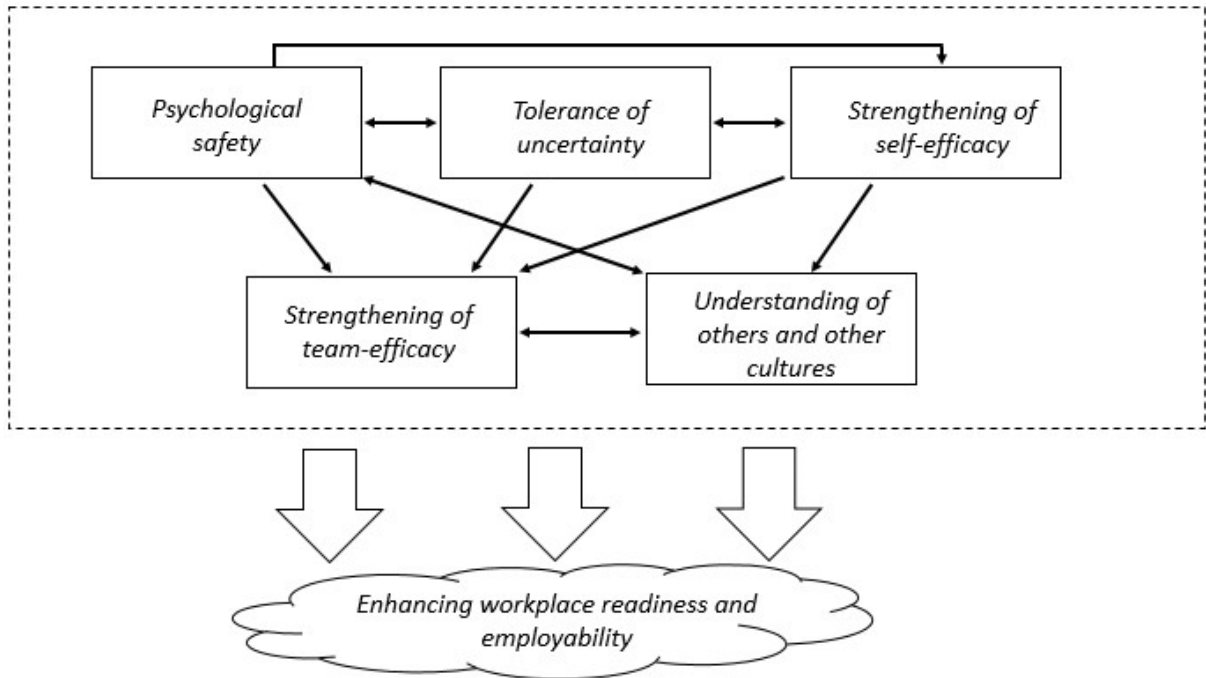 Psychological
safety
Tolerance of
uncertainty
Strengthening of
self-efficacy
Strengthening of
team-efficacy
Understanding of
others and other
cultures
Enhancing workplace readiness and
employability